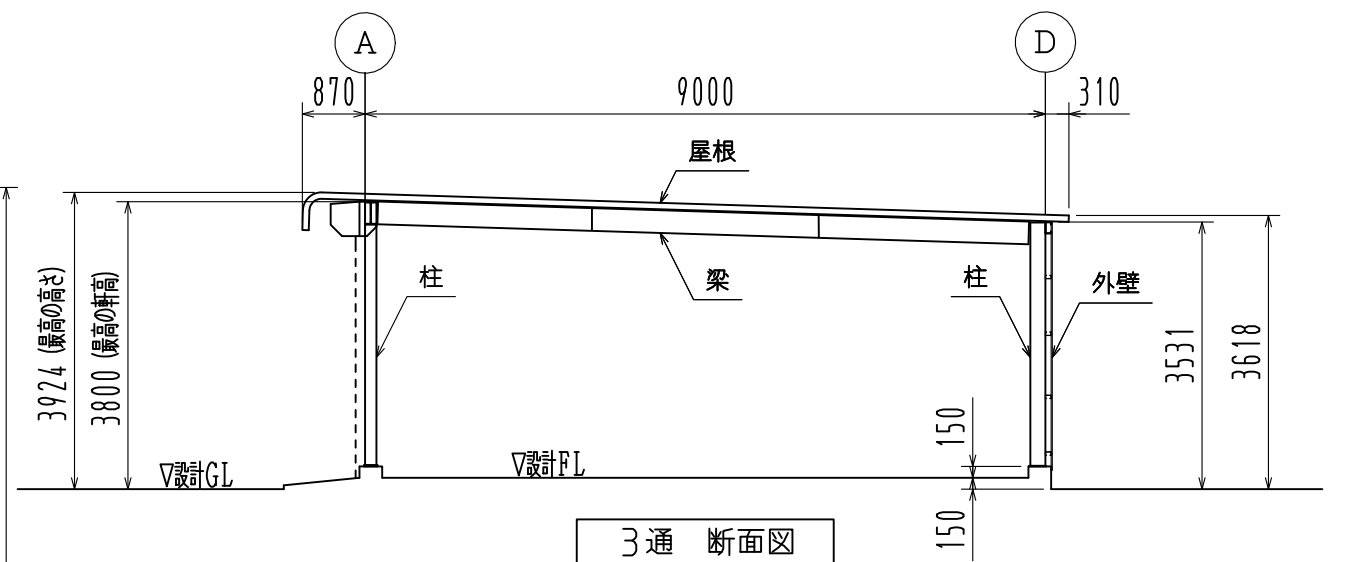 A
D
870
9000
310
屋根
柱
梁
柱
外壁
3924 (最高の高さ)
3800 (最高の軒高)
3531
3618
150
▽設計GL
▽設計FL
150
3通 断面図